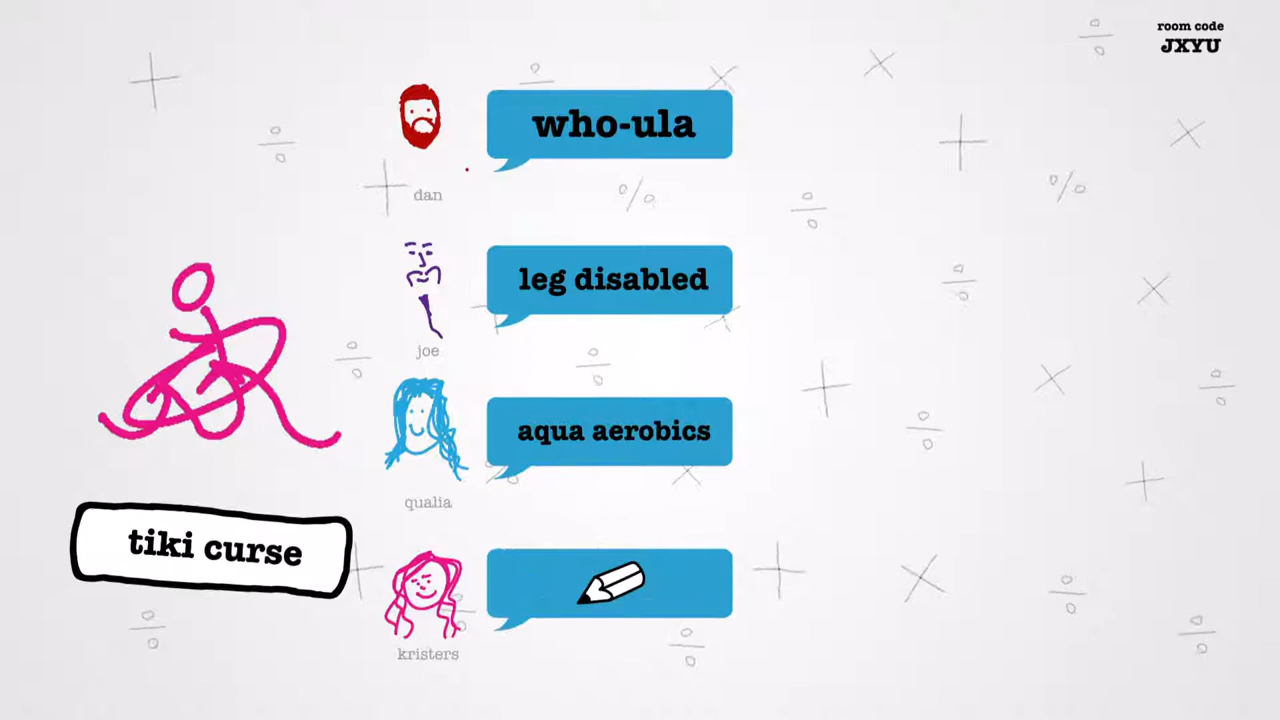 room code
JXYU
who-ula
dan
leg disabled
joe
aqua aerobics
qualia
tiki curse
kristers